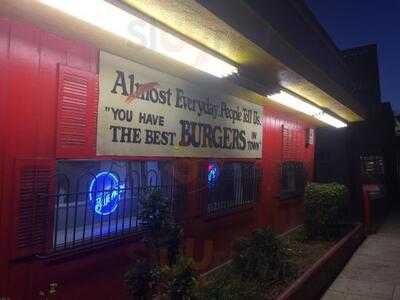 Almost Everyday People Tell Us.
"YOU HAVE
THE BEST BURGERS IN TOWN"